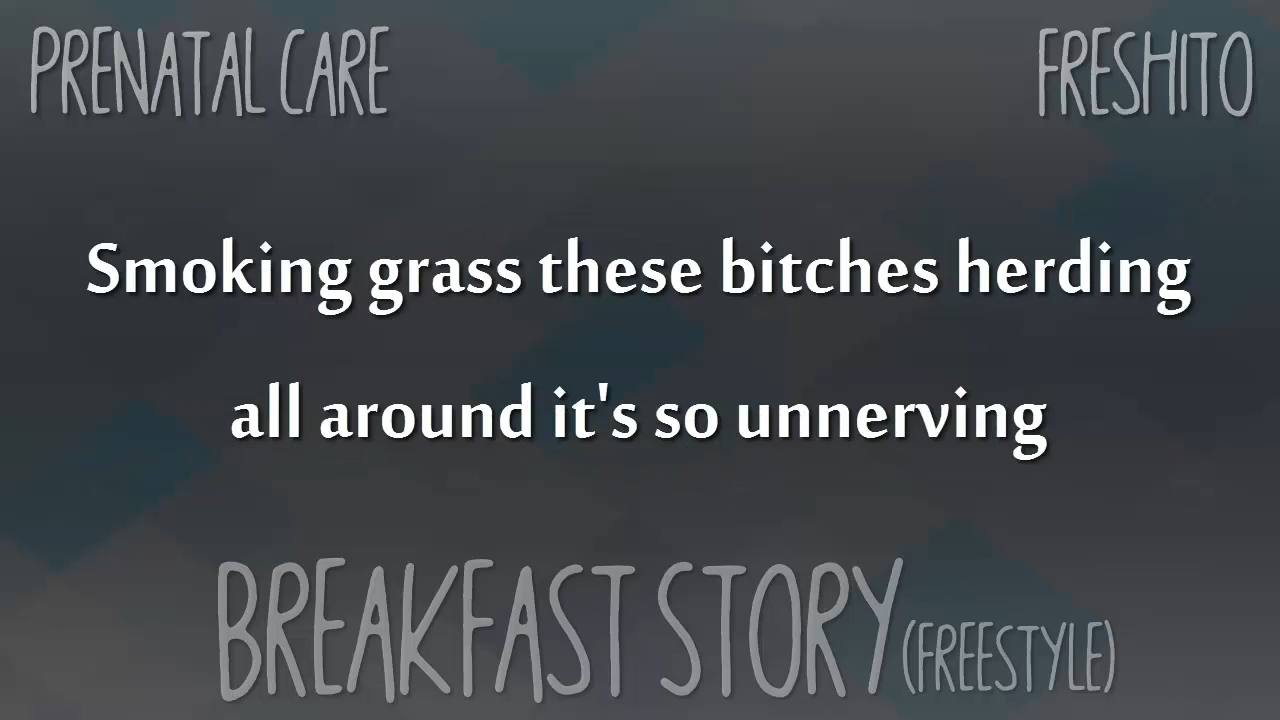 PRENATAL CARE
FRESHITO
Smoking grass these bitches herding
all around it's so unnerving
BREAKFAST STORY (FREESTYLE)